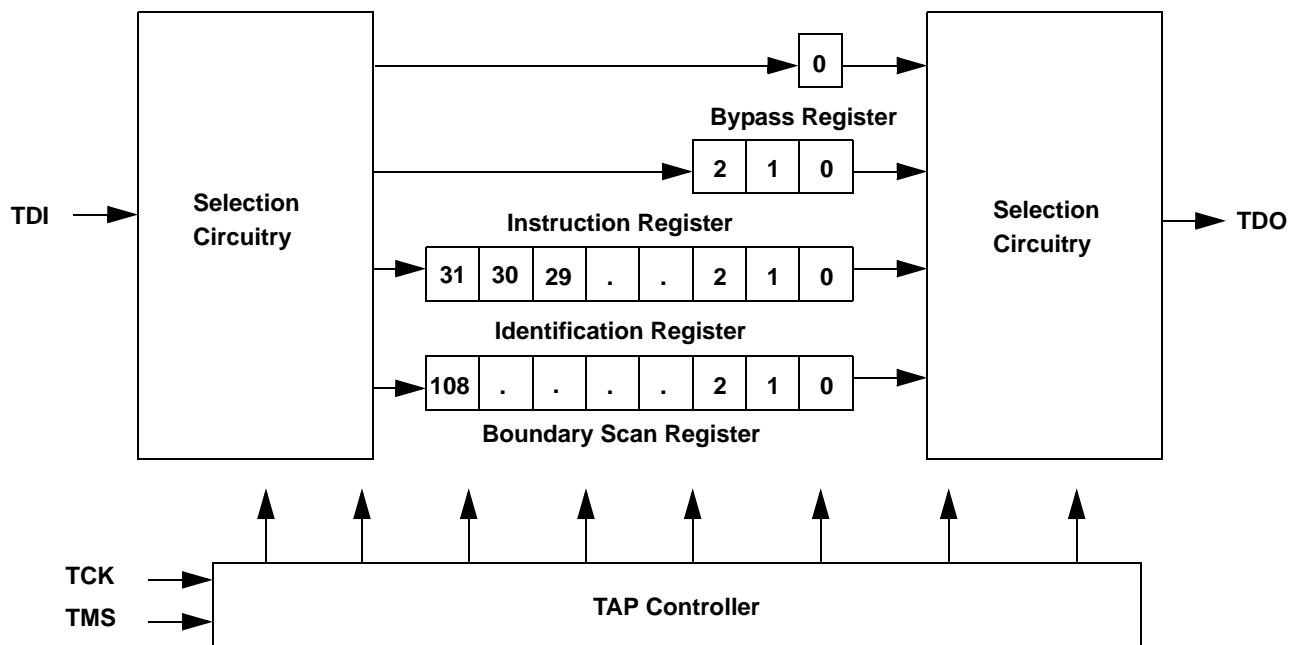 0
Bypass Register
2 1 0
TDI
Selection
Circuitry
Selection
Circuitry
TDO
Instruction Register
31 30 29 . . 2 1 0
Identification Register
108 . . . . 2 1 0
Boundary Scan Register
TCK
TMS
TAP Controller